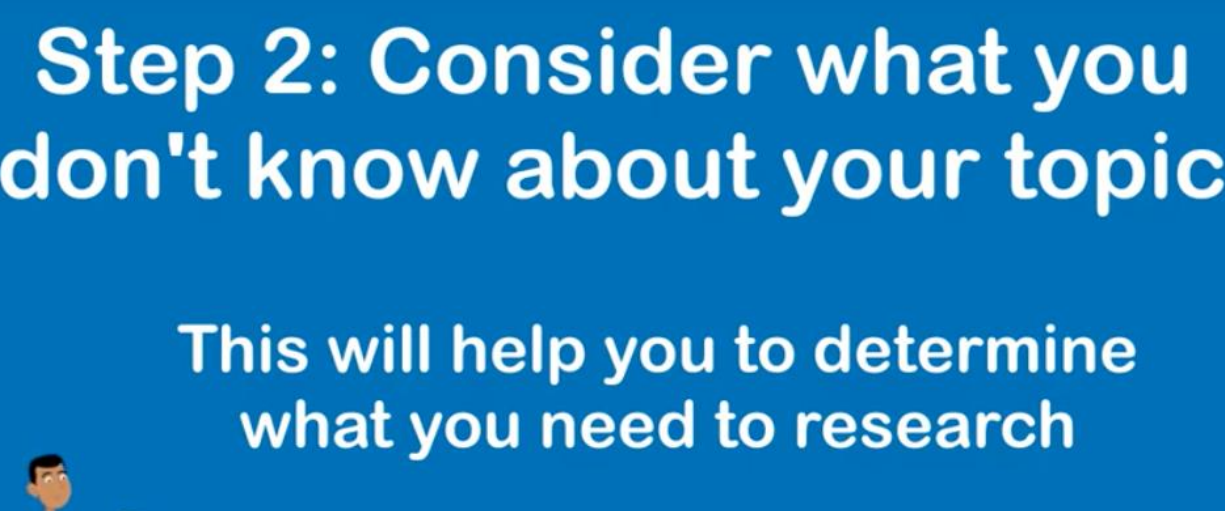 Step 2: Consider what you
don't know about your topic
This will help you to determine
what you need to research